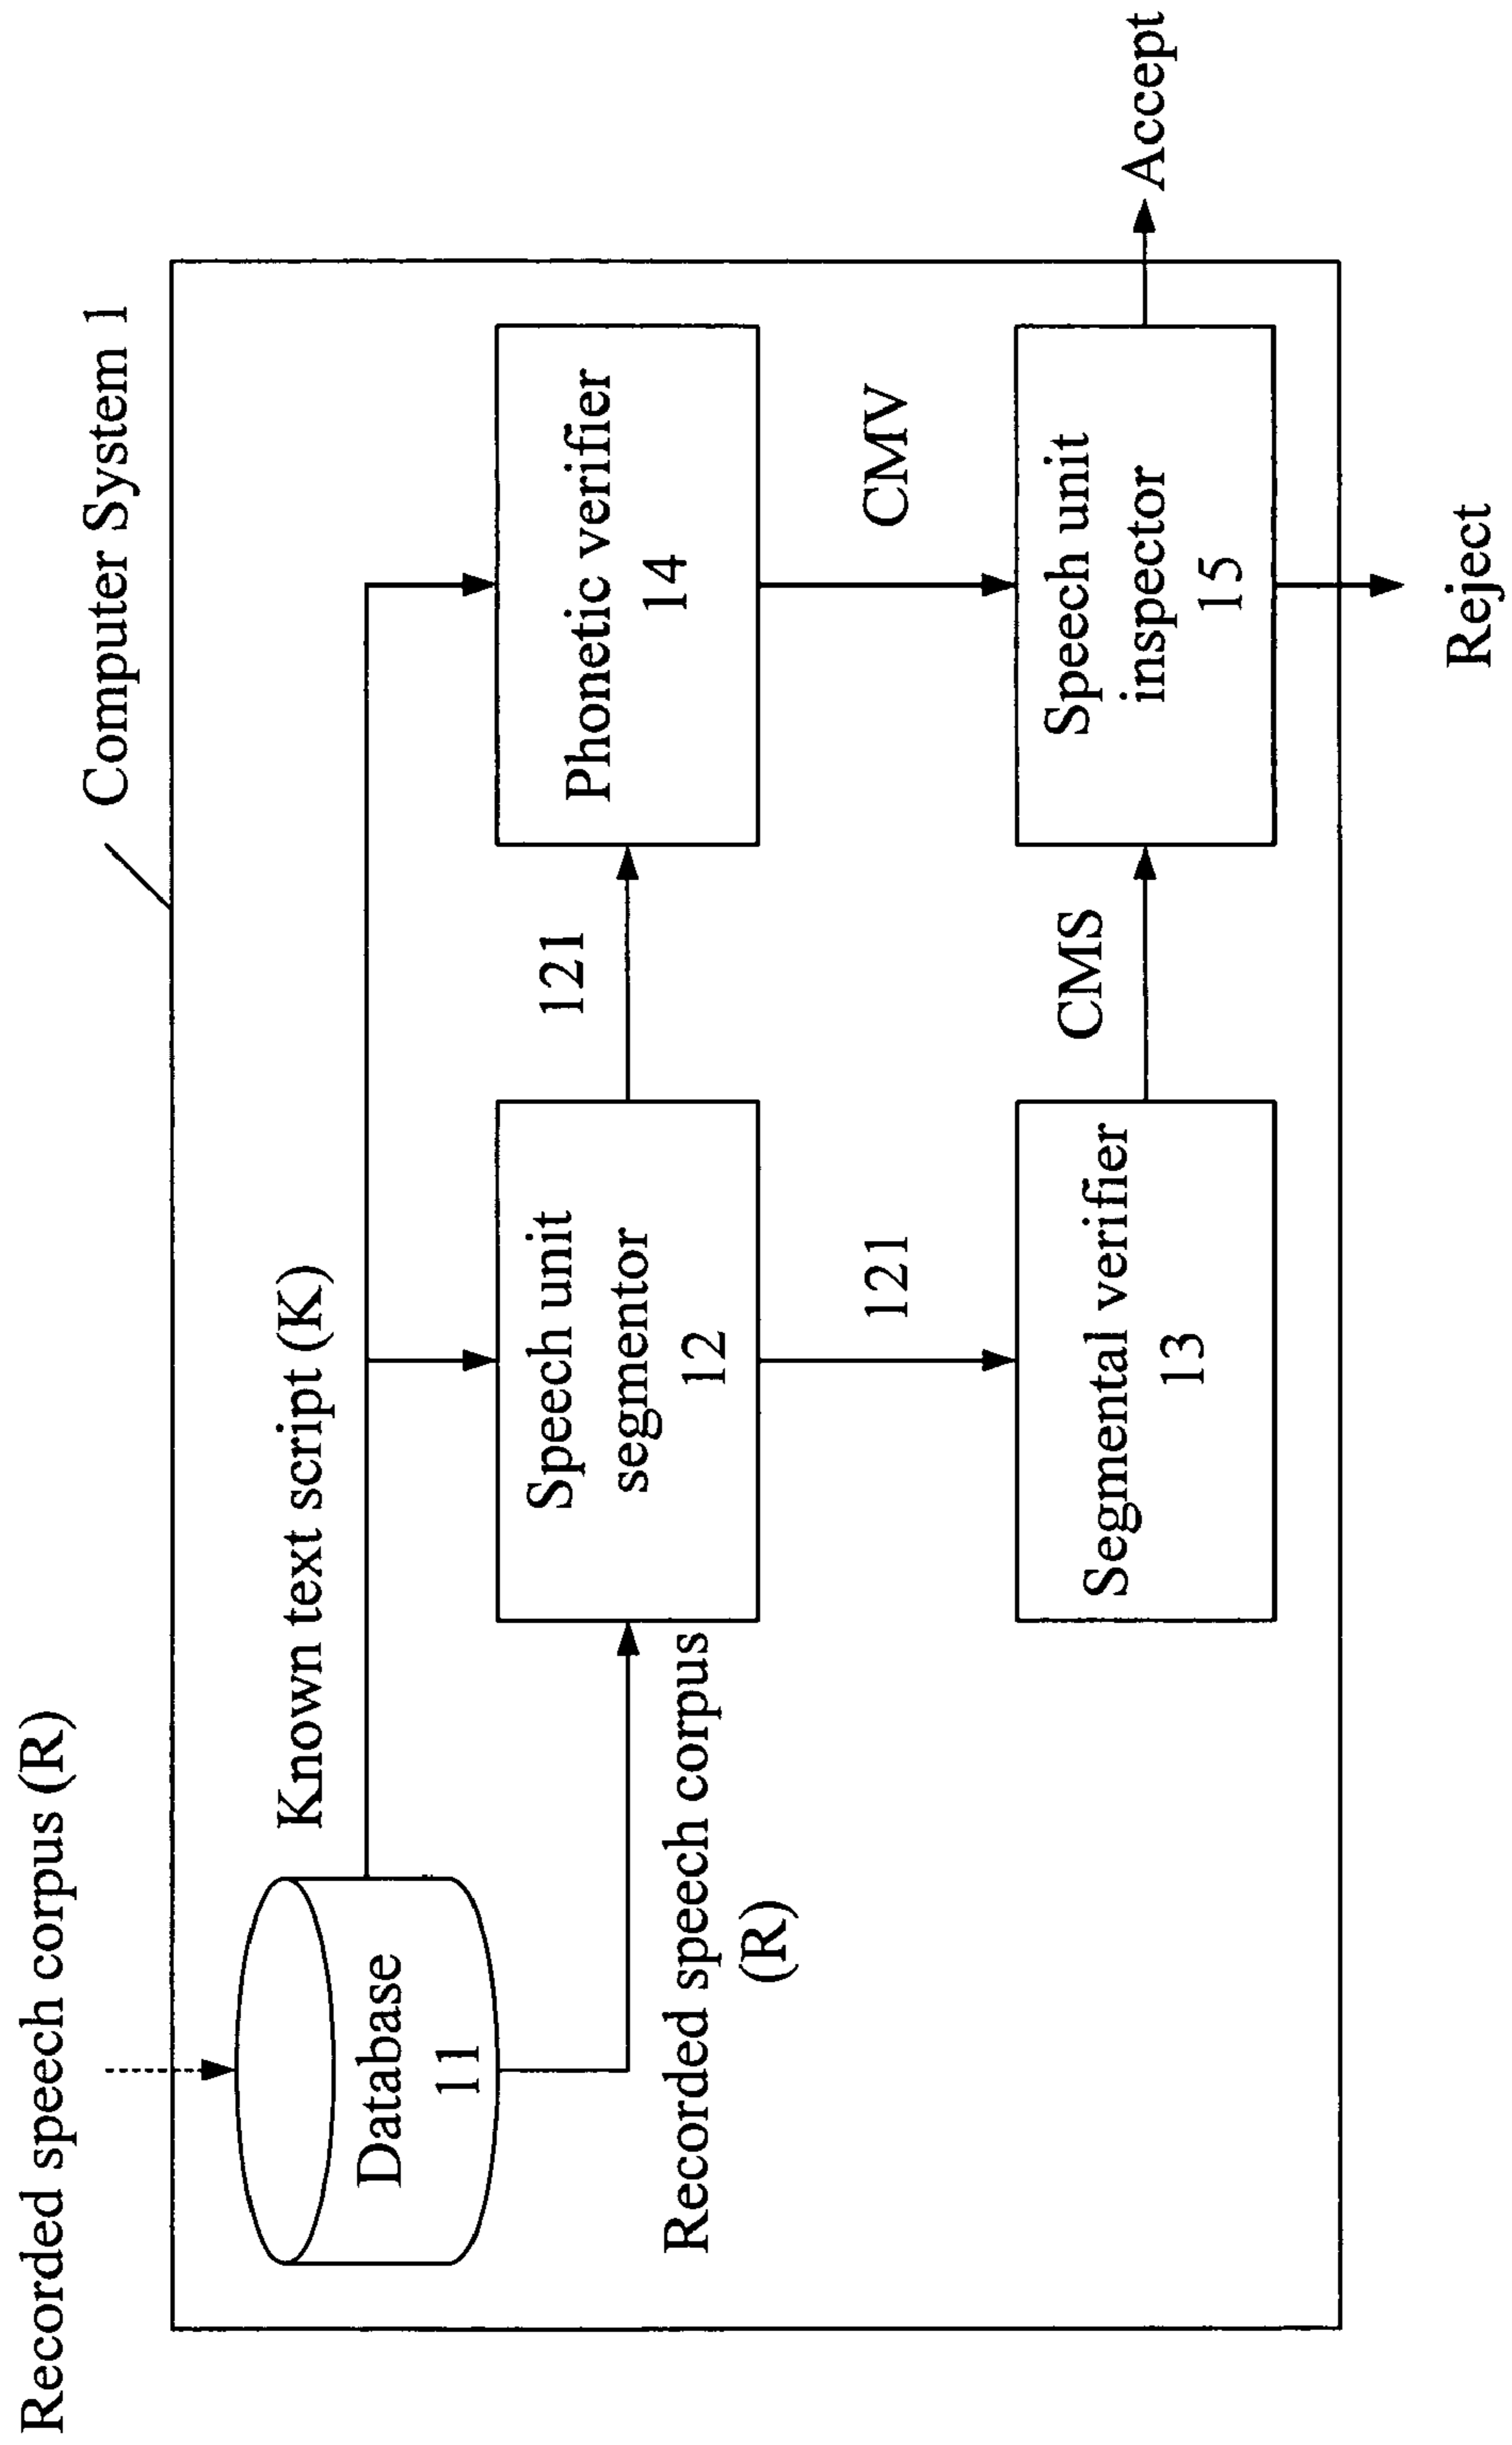 Recorded speech corpus (R)
Computer System 1
Known text script (K)
Database
11
Speech unit
segmentor
12
121
Phonetic verifier
14
Recorded speech corpus
(R)
121
CMV
Segmental verifier
13
CMS
Speech unit
inspector
15
Accept
Reject